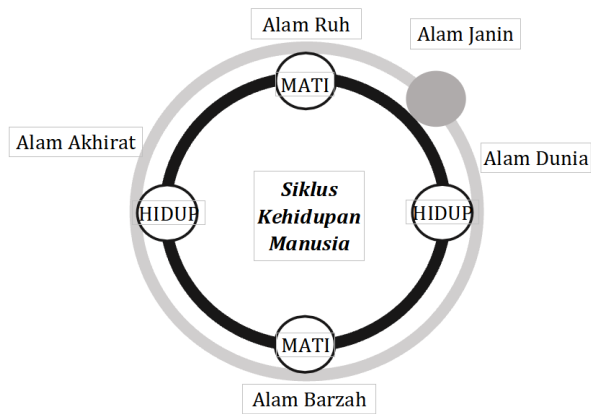 Alam Ruh
Alam Janin
MATI
Alam Akhirat
Alam Dunia
Siklus
Kehidupan
Manusia
HIDUP
HIDUP
MATI
Alam Barzah